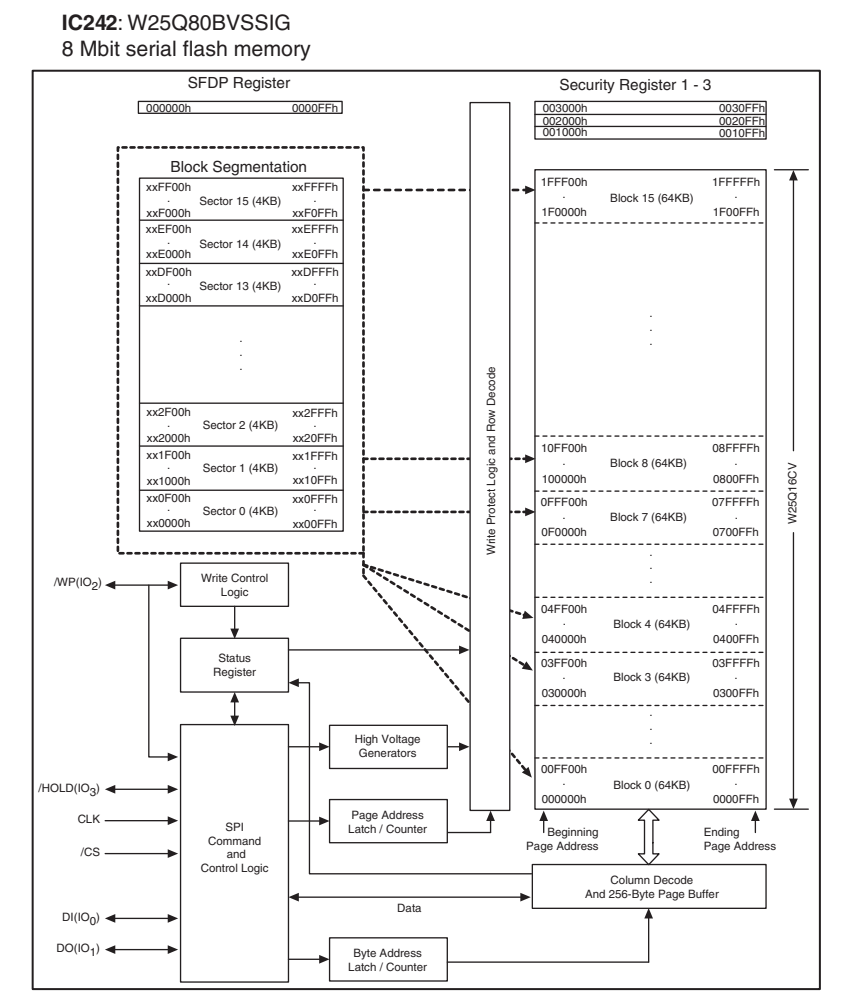 IC242: W25Q80BVSSIG
8 Mbit serial flash memory
SFDP Register
000000h 0000FFh
Security Register 1 - 3
003000h 0030FFh
002000h 0020FFh
001000h 0010FFh
Block Segmentation
xxFF00h xxFFFFh
Sector 15 (4KB)
xxF000h xxF0FFh
xxEF00h xxEFFFh
Sector 14 (4KB)
xxE000h xxE0FFh
xxDF00h xxDFFFh
Sector 13 (4KB)
xxD000h xxD0FFh
xx2F00h xx2FFFh
Sector 2 (4KB)
xx2000h xx20FFh
xx1F00h xx1FFFh
Sector 1 (4KB)
xx1000h xx10FFh
xx0F00h xx0FFFh
Sector 0 (4KB)
xx0000h xx00FFh
Write Protect Logic and Row Decode
1FFF00h 1FFFFFh
Block 15 (64KB)
1F0000h 1F00FFh
10FF00h 08FFFFh
Block 8 (64KB)
100000h 0800FFh
0FFF00h 07FFFFh
Block 7 (64KB)
0F0000h 0700FFh
04FF00h 04FFFFh
Block 4 (64KB)
040000h 0400FFh
03FF00h 03FFFFh
Block 3 (64KB)
030000h 0300FFh
00FF00h 00FFFFh
Block 0 (64KB)
000000h 0000FFh
W25Q16CV
Beginning
Page Address
Ending
Page Address
/WP(IO2)
Write Control
Logic
Status
Register
High Voltage
Generators
/HOLD(IO3)
CLK
/CS
DI(IO0)
DO(IO1)
SPI
Command
and
Control Logic
Page Address
Latch / Counter
Column Decode
And 256-Byte Page Buffer
Data
Byte Address
Latch / Counter